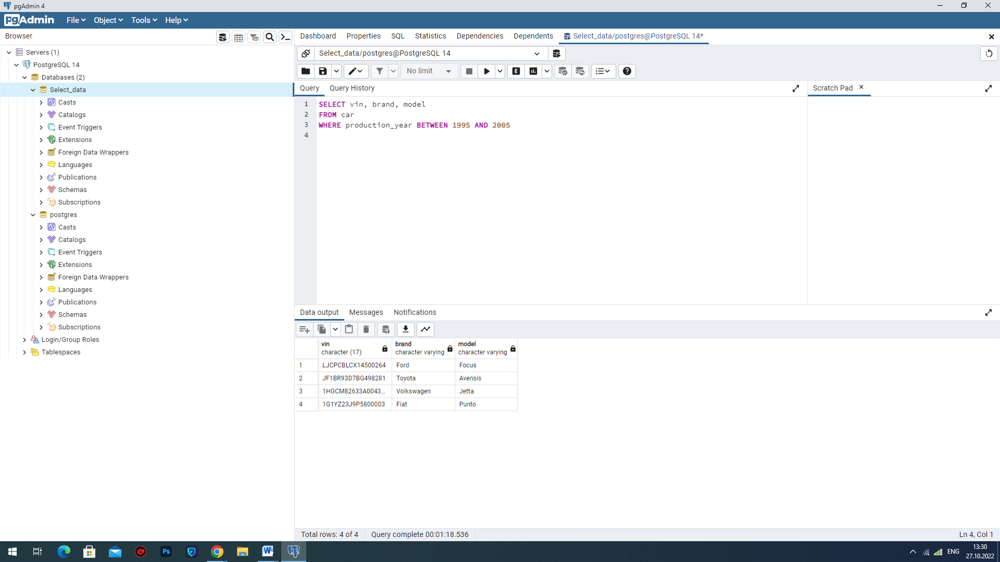 pgAdmin 4
pgAdmin File Object Tools Help
Browser
Servers (1)
PostgreSQL 14
Databases (2)
Select_data
Casts
Catalogs
Event Triggers
Extensions
Foreign Data Wrappers
Languages
Publications
Schemas
Subscriptions
postgres
Casts
Catalogs
Event Triggers
Extensions
Foreign Data Wrappers
Languages
Publications
Schemas
Subscriptions
Login/Group Roles
Tablespaces
Dashboard Properties SQL Statistics Dependencies Dependents Select_data/postgres@PostgreSQL 14*
Select_data/postgres@PostgreSQL 14
No limit E
Query Query History
Scratch Pad
1 SELECT vin, brand, model
2 FROM car
3 WHERE production_year BETWEEN 1995 AND 2005
4
Data output Messages Notifications
vin brand model
character (17) character varying character varying
1 LJCPCBLCX14500264 Ford Focus
2 JF1BR93D7BG498281 Toyota Avensis
3 1HGCM82633A0043... Volkswagen Jetta
4 1G1YZ23J9P5800003 Fiat Punto
Total rows: 4 of 4 Query complete 00:01:18.536 Ln 4, Col 1
Ps W ENG 13:30
27.10.2022